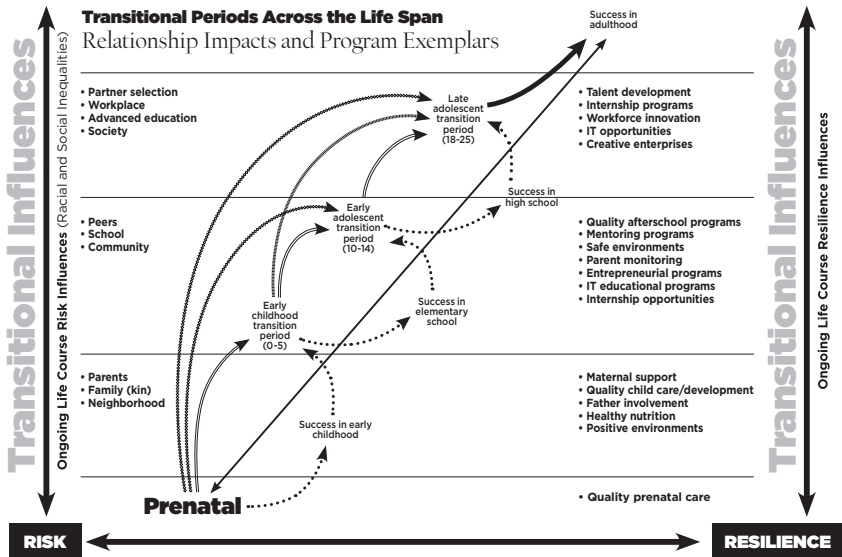 Transitional Periods Across the Life Span
Relationship Impacts and Program Exemplars
Success in
adulthood
Transitional Influences
Ongoing Life Course Risk Influences (Racial and Social Inequalities)
• Partner selection
• Workplace
• Advanced education
• Society
Late
adolescent
transition
period
(18-25)
• Talent development
• Internship programs
• Workforce innovation
• IT opportunities
• Creative enterprises
Success in
high school
• Peers
• School
• Community
Early
adolescent
transition
period
(10-14)
• Quality afterschool programs
• Mentoring programs
• Safe environments
• Parent monitoring
• Entrepreneurial programs
• IT educational programs
• Internship opportunities
Early
childhood
transition
period
(0-5)
Success in
elementary
school
• Parents
• Family (kin)
• Neighborhood
Success in early
childhood
• Maternal support
• Quality child care/development
• Father involvement
• Healthy nutrition
• Positive environments
Prenatal
• Quality prenatal care
Ongoing Life Course Resilience Influences
Transitional Influences
RISK
RESILIENCE